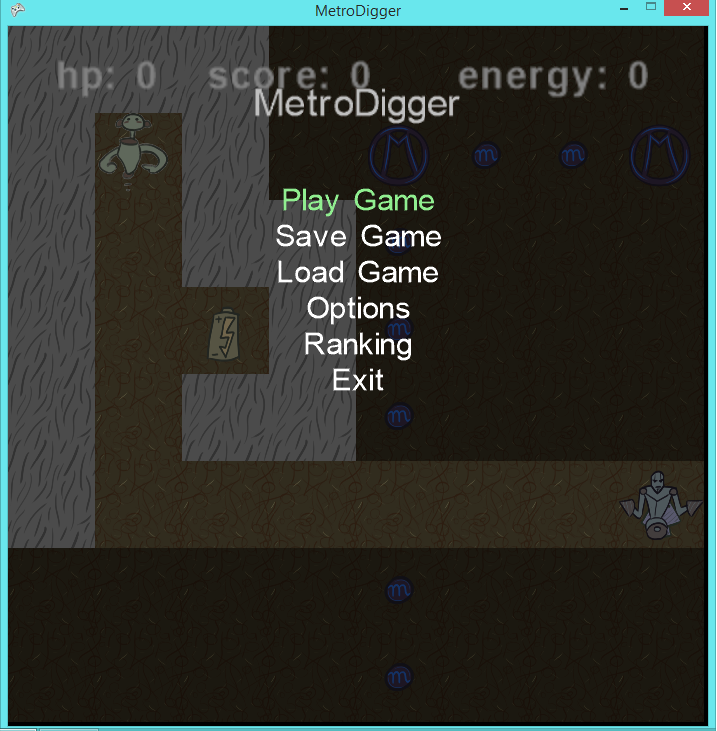 MetroDigger
hp: 0 score: 0 energy: 0
MetroDigger
M m m M
Play Game
Save Game
Load Game
Options
m
Ranking
Exit
m
m
m